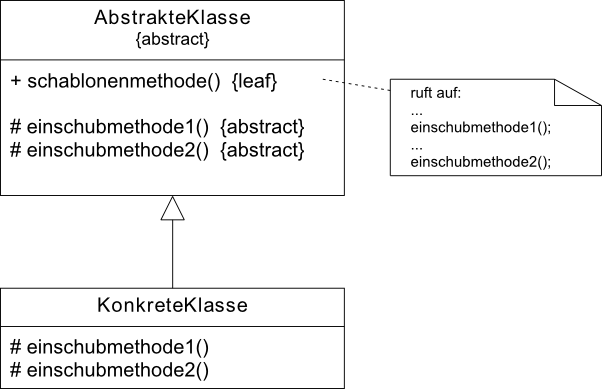 AbstrakteKlasse
{abstract}
+ schablonenmethode() {leaf}
# einschubmethode1() {abstract}
# einschubmethode2() {abstract}
ruft auf:
...
einschubmethode1();
...
einschubmethode2();
KonkreteKlasse
# einschubmethode1()
# einschubmethode2()